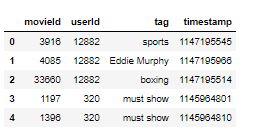 movieId userId tag timestamp
0 3916 12882 sports 1147195545
1 4085 12882 Eddie Murphy 1147195966
2 33660 12882 boxing 1147195514
3 1197 320 must show 1145964801
4 1396 320 must show 1145964810